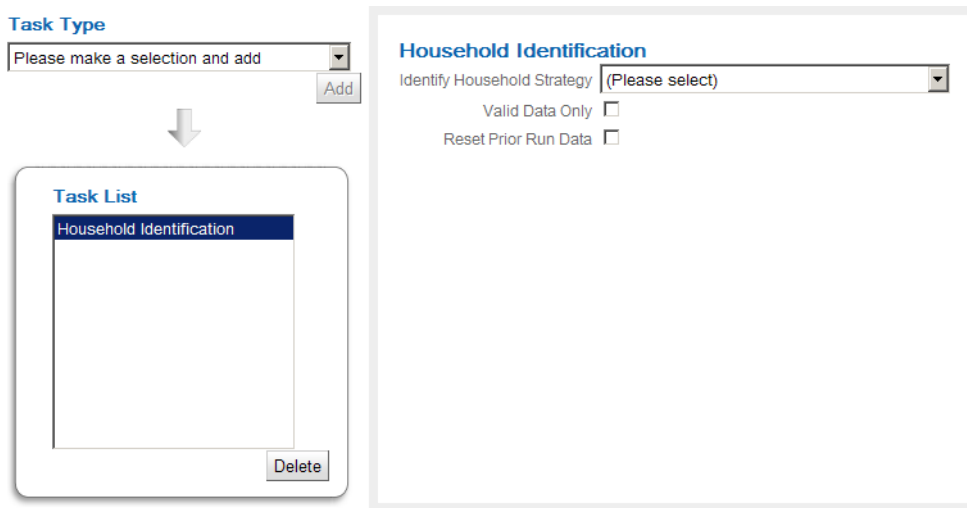 Task Type
Please make a selection and add
Add
Task List
Household Identification
Delete
Household Identification
Identify Household Strategy (Please select)
Valid Data Only
Reset Prior Run Data